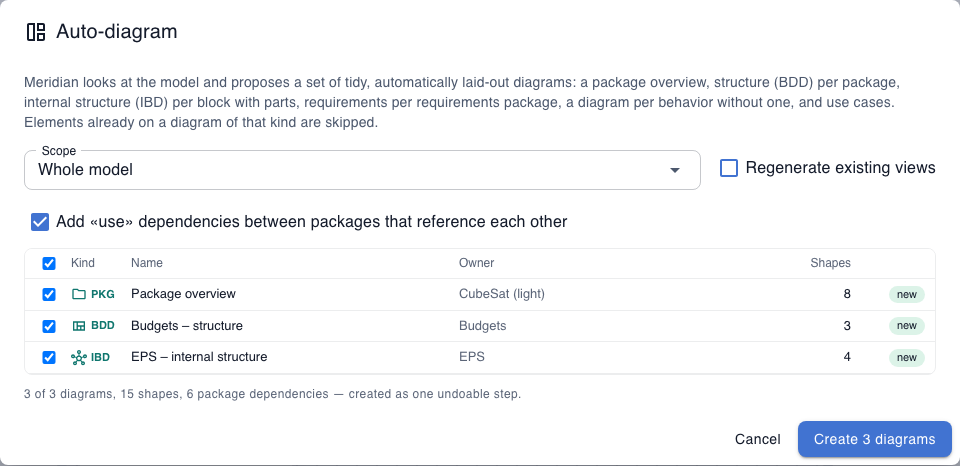 Auto-diagram
Meridian looks at the model and proposes a set of tidy, automatically laid-out diagrams: a package overview, structure (BDD) per package,
internal structure (IBD) per block with parts, requirements per requirements package, a diagram per behavior without one, and use cases.
Elements already on a diagram of that kind are skipped.
Scope
Whole model
Regenerate existing views
Add «use» dependencies between packages that reference each other
Kind Name Owner Shapes
PKG Package overview CubeSat (light) 8 new
BDD Budgets – structure Budgets 3 new
IBD EPS – internal structure EPS 4 new
3 of 3 diagrams, 15 shapes, 6 package dependencies — created as one undoable step.
Cancel Create 3 diagrams